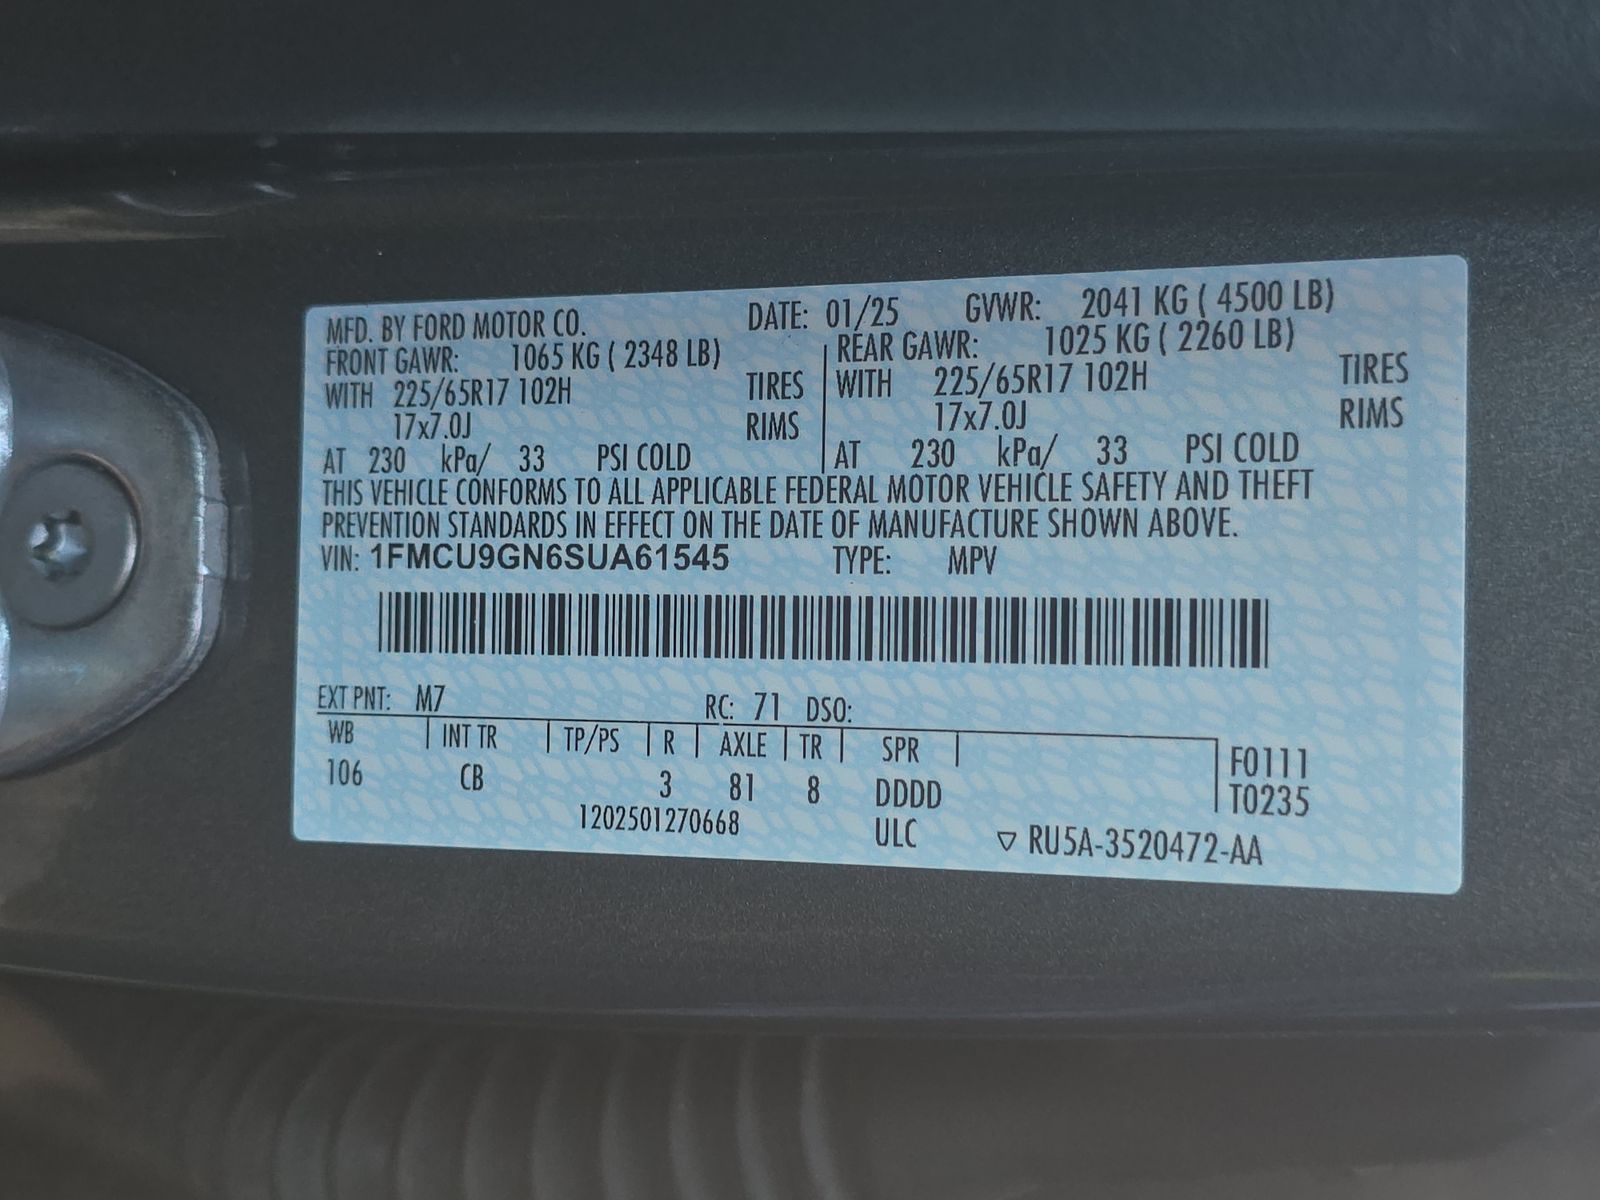 MFD. BY FORD MOTOR CO. DATE: 01/25 GVWR: 2041 KG ( 4500 LB)
FRONT GAWR: 1065 KG ( 2348 LB) REAR GAWR: 1025 KG ( 2260 LB)
WITH 225/65R17 102H TIRES WITH 225/65R17 102H TIRES
17x7.0J RIMS 17x7.0J RIMS
AT 230 kPa/ 33 PSI COLD AT 230 kPa/ 33 PSI COLD
THIS VEHICLE CONFORMS TO ALL APPLICABLE FEDERAL MOTOR VEHICLE SAFETY AND THEFT
PREVENTION STANDARDS IN EFFECT ON THE DATE OF MANUFACTURE SHOWN ABOVE.
VIN: 1FMCU9GN6SUA61545 TYPE: MPV
EXT PNT: M7 RC: 71 DSO:
WB INT TR TP/PS R AXLE TR SPR F0111
106 CB 3 81 8 DDDD T0235
1202501270668 ULC ▽ RU5A-3520472-AA